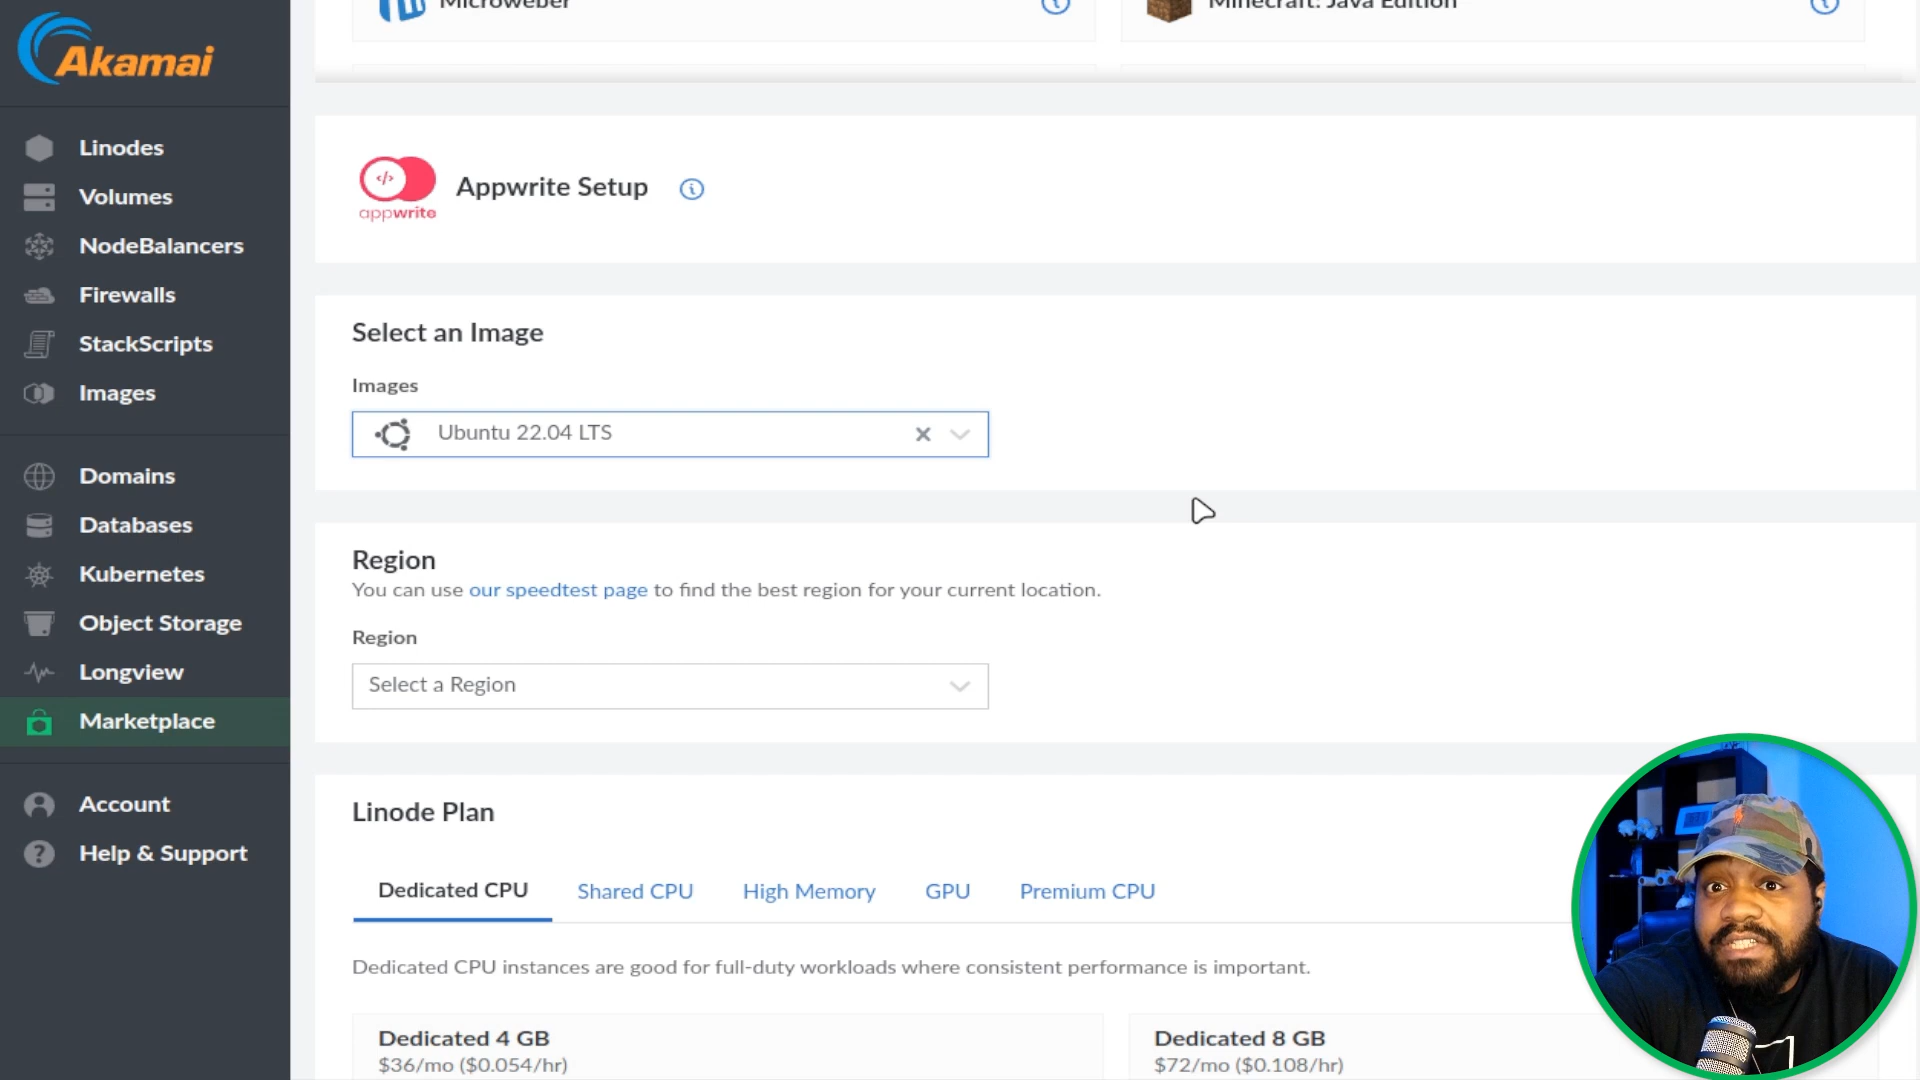 Akamai
Microweber
Minecraft: Java Edition
Linodes
Volumes
NodeBalancers
Firewalls
StackScripts
Images
Domains
Databases
Kubernetes
Object Storage
Longview
Marketplace
Account
Help & Support
</>
appwrite
Appwrite Setup
Select an Image
Images
Ubuntu 22.04 LTS
Region
You can use our speedtest page to find the best region for your current location.
Region
Select a Region
Linode Plan
Dedicated CPU
Shared CPU
High Memory
GPU
Premium CPU
Dedicated CPU instances are good for full-duty workloads where consistent performance is important.
Dedicated 4 GB
$36/mo ($0.054/hr)
Dedicated 8 GB
$72/mo ($0.108/hr)